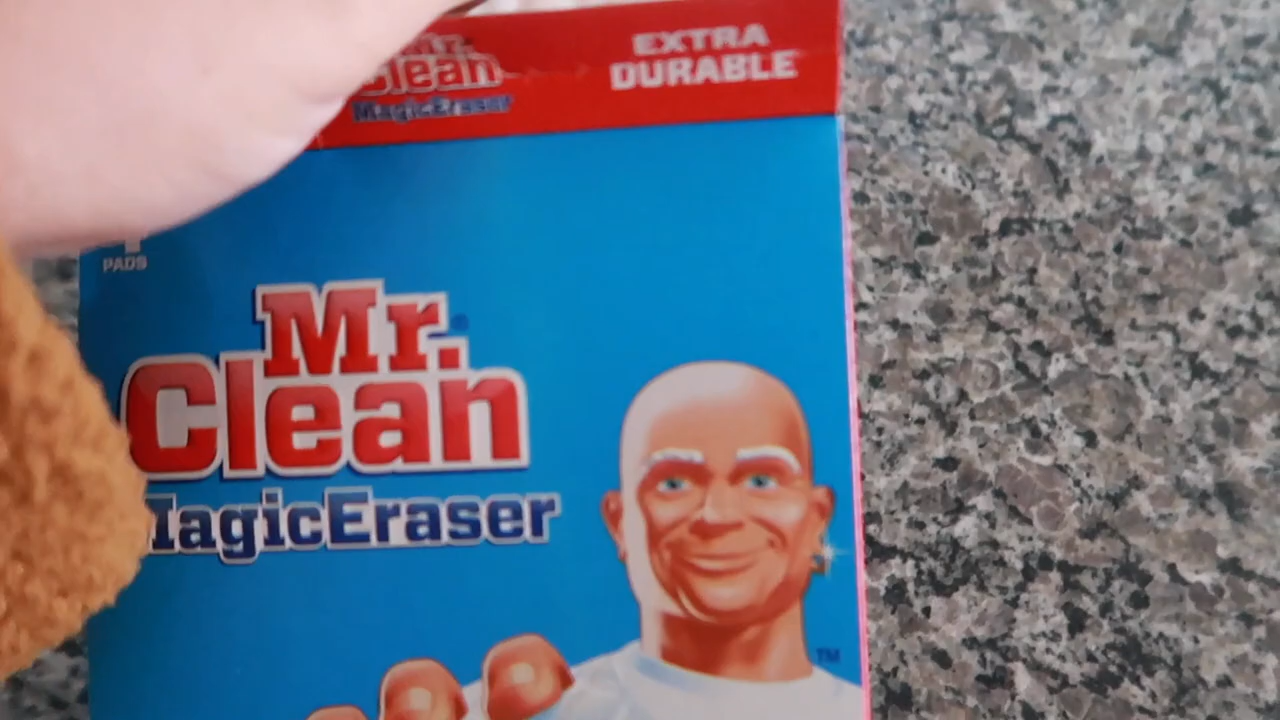 Mr.
Clean
MagicEraser
EXTRA
DURABLE
PADS
Mr.
Clean
MagicEraser
TM